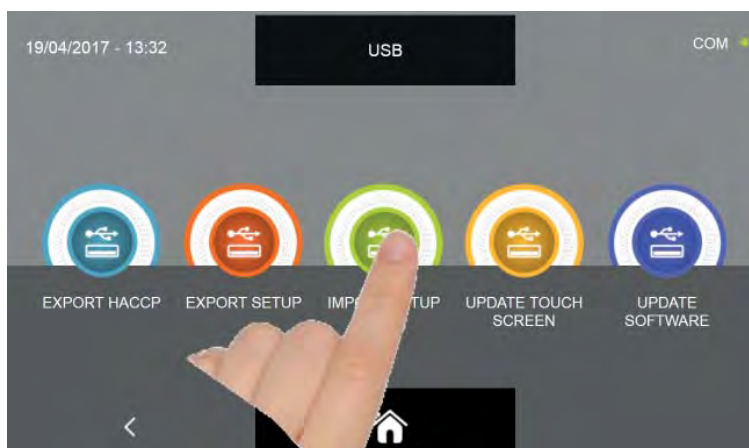 19/04/2017 - 13:32
USB
COM
EXPORT HACCP
EXPORT SETUP
UPDATE TOUCH
SCREEN
UPDATE
SOFTWARE